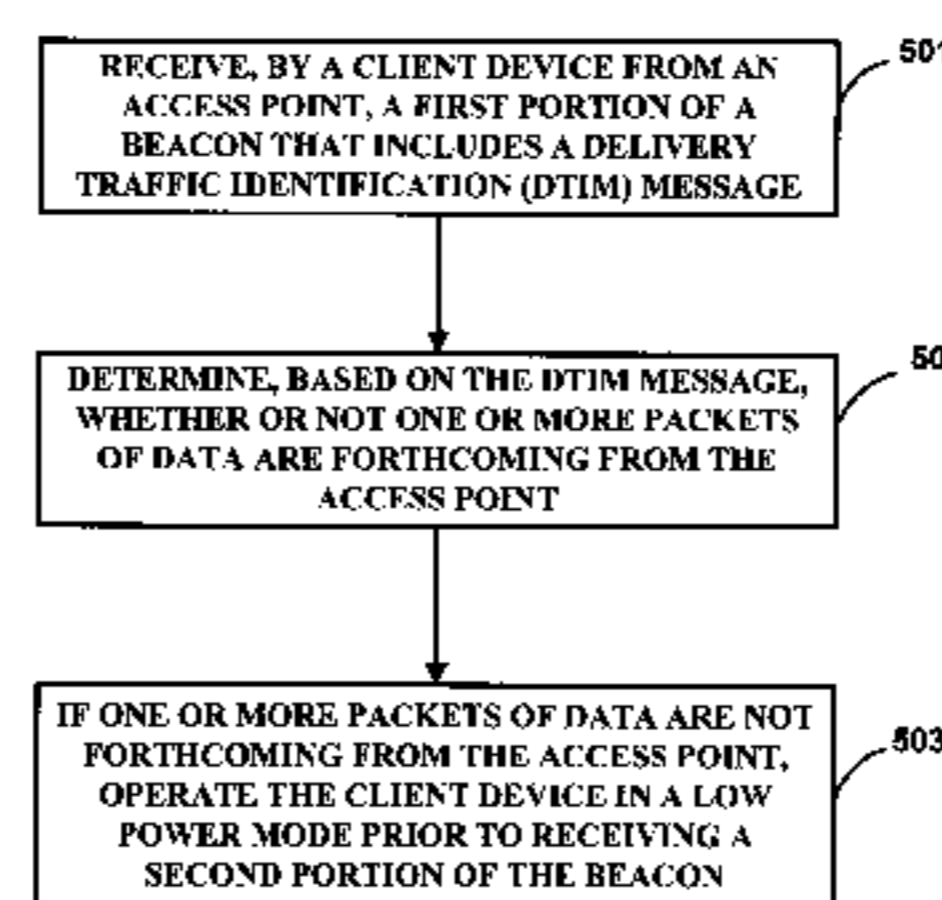 RECEIVE, BY A CLIENT DEVICE FROM AN
ACCESS POINT, A FIRST PORTION OF A
BEACON THAT INCLUDES A DELIVERY
TRAFFIC IDENTIFICATION (DTIM) MESSAGE
501
DETERMINE, BASED ON THE DTIM MESSAGE,
WHETHER OR NOT ONE OR MORE PACKETS
OF DATA ARE FORTHCOMING FROM THE
ACCESS POINT
50
IF ONE OR MORE PACKETS OF DATA ARE NOT
FORTHCOMING FROM THE ACCESS POINT,
OPERATE THE CLIENT DEVICE IN A LOW
POWER MODE PRIOR TO RECEIVING A
SECOND PORTION OF THE BEACON
503